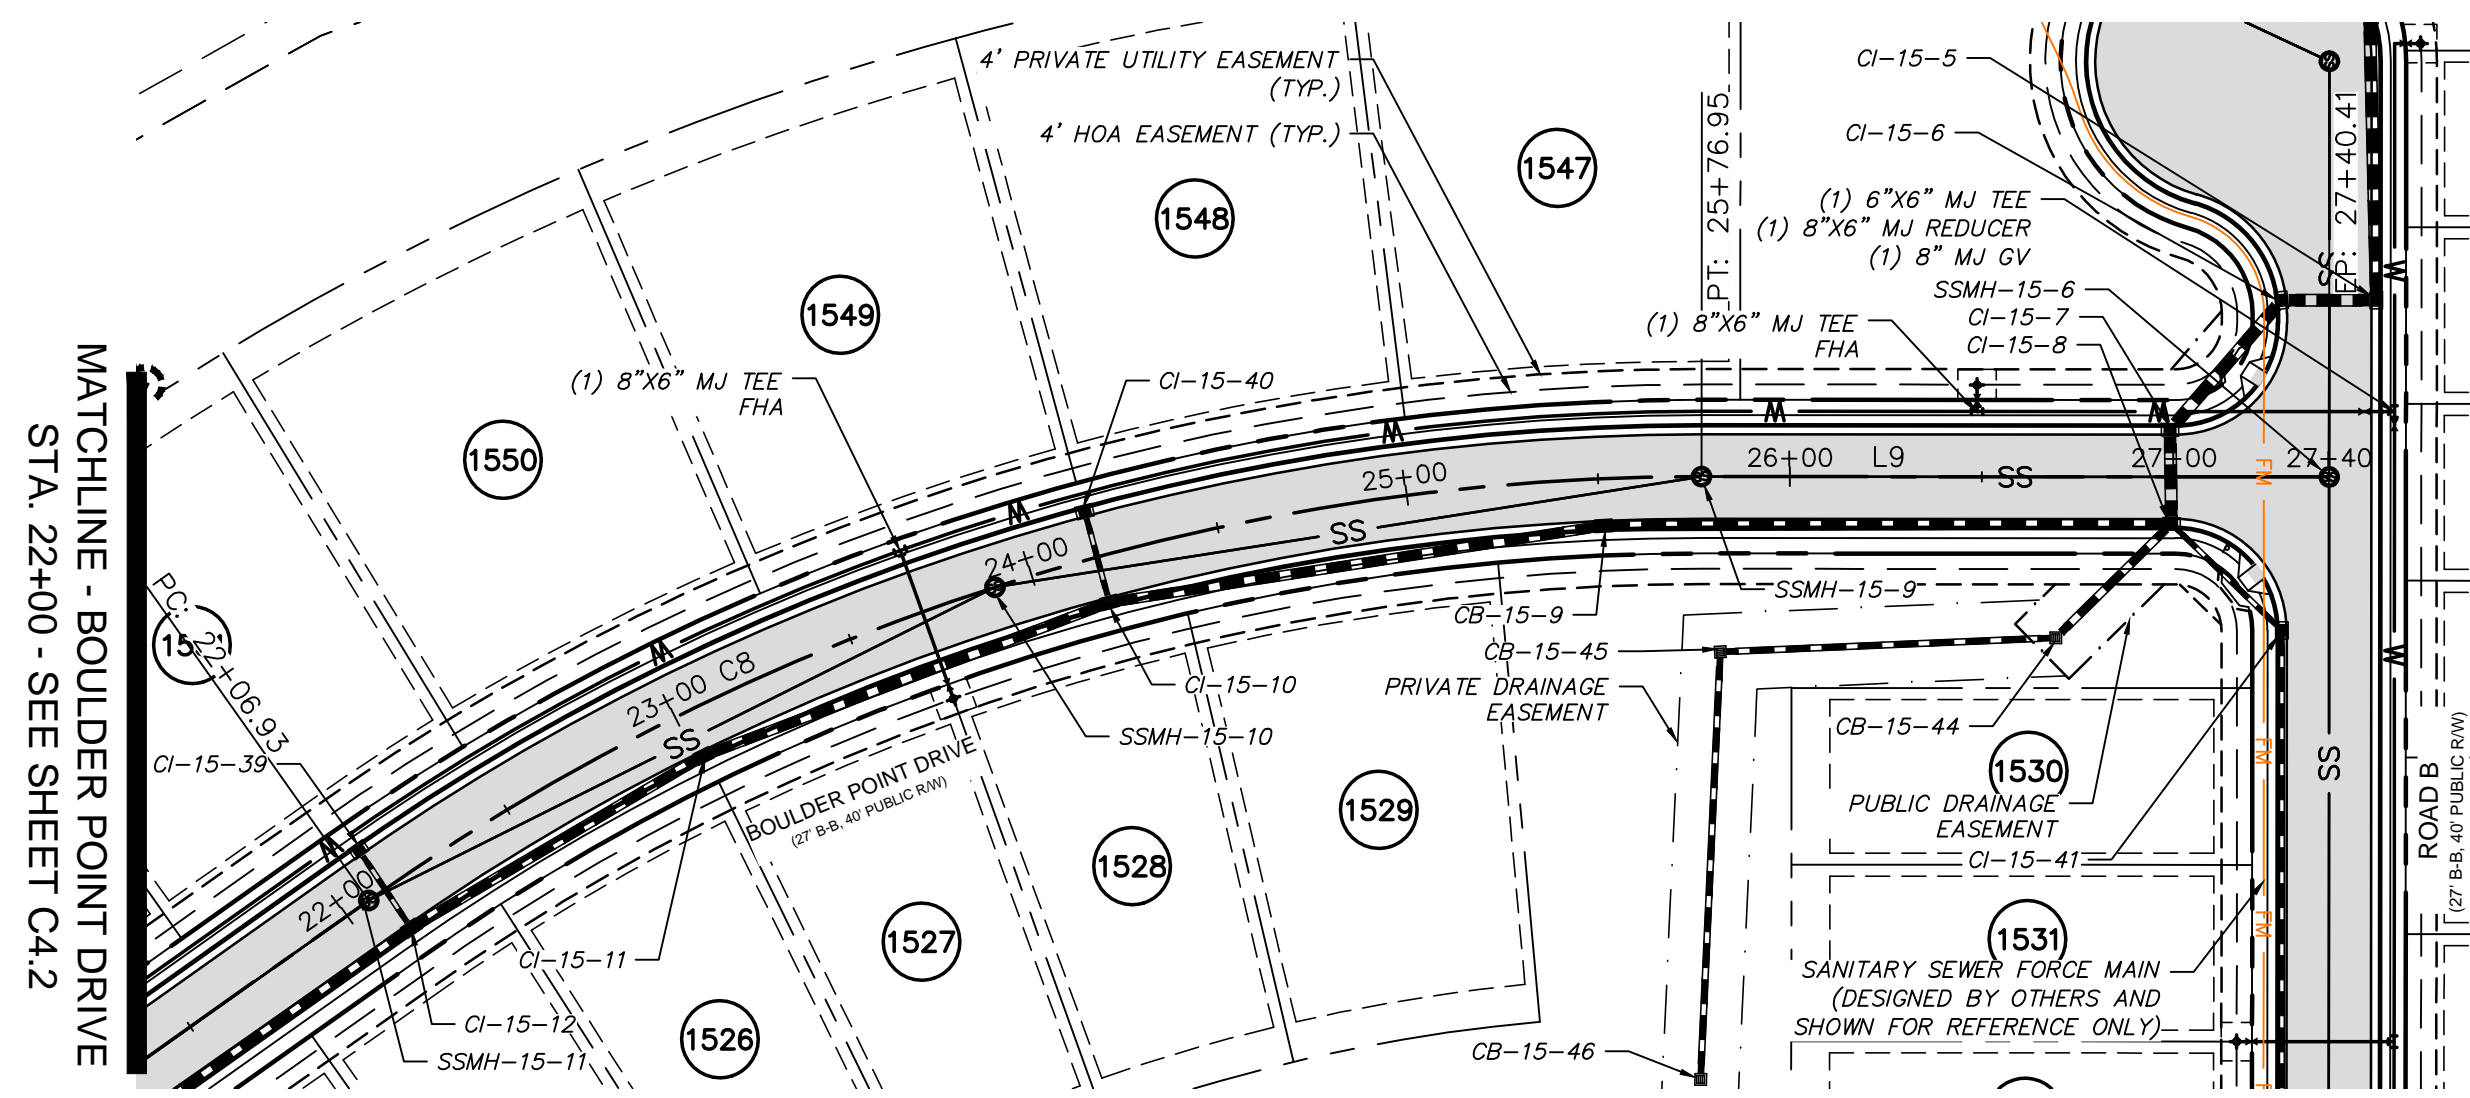 4' PRIVATE UTILITY EASEMENT
(TYP.)
4' HOA EASEMENT (TYP.)
CI-15-5
CI-15-6
(1) 6"X6" MJ TEE
(1) 8"X6" MJ REDUCER
(1) 8" MJ GV
SSMH-15-6
CI-15-7
CI-15-8
(1) 8"X6" MJ TEE
FHA
PT: 25+76.95
EP: 27+40.41
SS
1547
1548
1549
1550
(1) 8"X6" MJ TEE
FHA
CI-15-40
MATCHLINE - BOULDER POINT DRIVE
STA. 22+00 - SEE SHEET C4.2
PC: 22+06.93
CI-15-39
22+00
23+00
C8
24+00
25+00
26+00
L9
27+00
27+40
W
W
W
W
W
W
W
W
SS
SS
SS
SS
FM
FM
FM
CB-15-9
SSMH-15-9
CB-15-45
CI-15-10
PRIVATE DRAINAGE
EASEMENT
SSMH-15-10
CB-15-44
BOULDER POINT DRIVE
(27' B-B, 40' PUBLIC R/W)
1530
PUBLIC DRAINAGE
EASEMENT
CI-15-41
1529
1528
1527
1526
1531
CI-15-11
CI-15-12
SSMH-15-11
SANITARY SEWER FORCE MAIN
(DESIGNED BY OTHERS AND
SHOWN FOR REFERENCE ONLY)
CB-15-46
ROAD B
(27' B-B, 40' PUBLIC R/W)